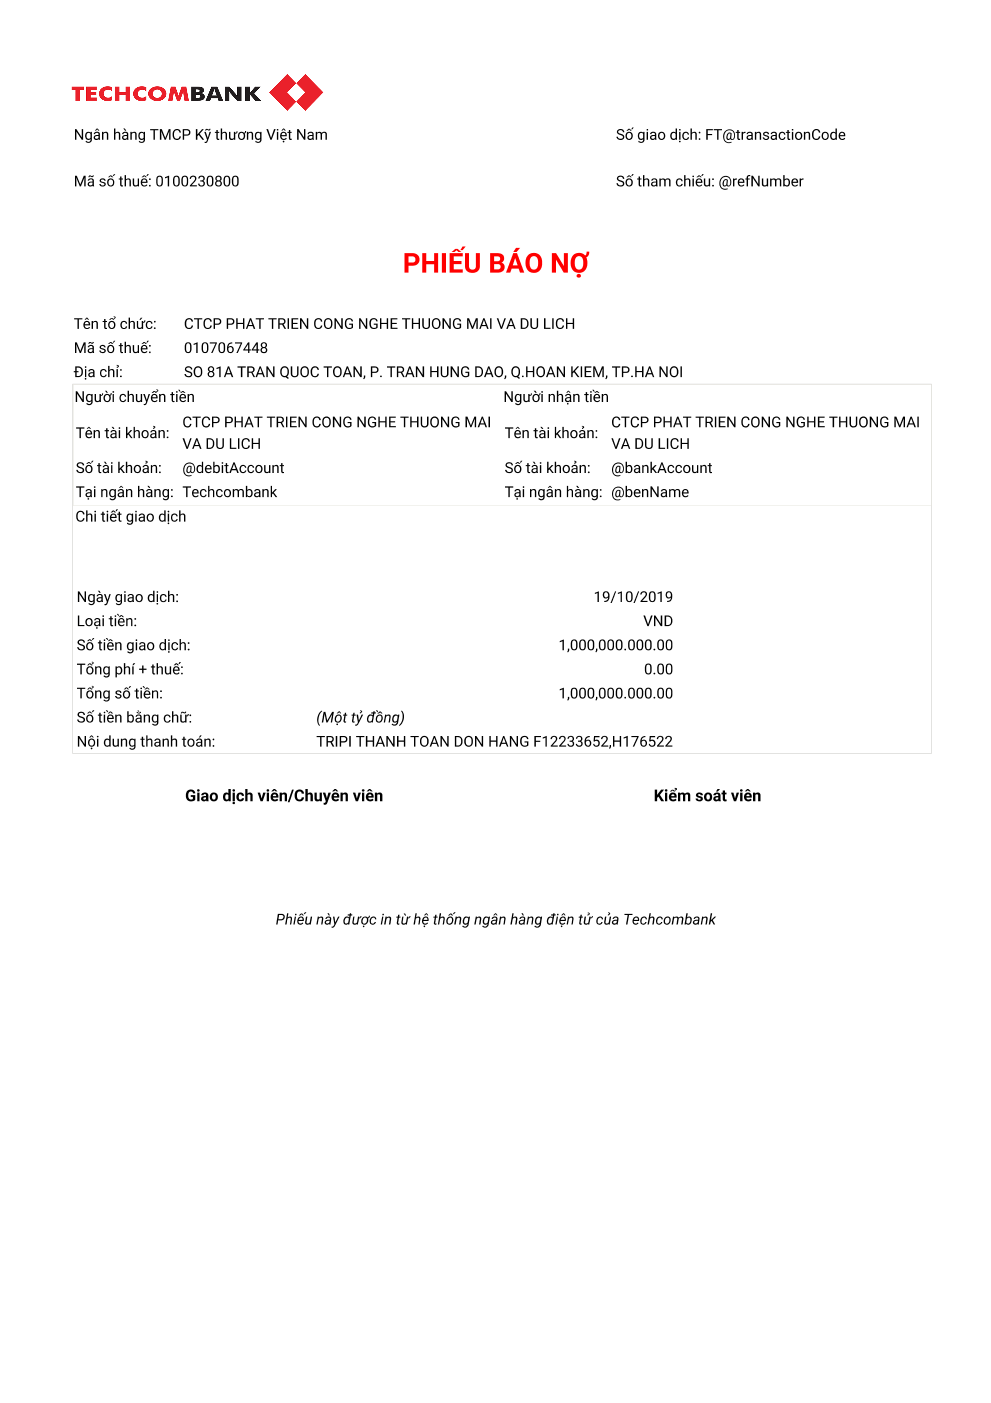 TECHCOMBANK
Ngân hàng TMCP Kỹ thương Việt Nam
Số giao dịch: FT@transactionCode
Mã số thuế: 0100230800
Số tham chiếu: @refNumber
PHIẾU BÁO NỢ
Tên tổ chức: CTCP PHAT TRIEN CONG NGHE THUONG MAI VA DU LICH
Mã số thuế: 0107067448
Địa chỉ: SO 81A TRAN QUOC TOAN, P. TRAN HUNG DAO, Q.HOAN KIEM, TP.HA NOI
Người chuyển tiền
Tên tài khoản: CTCP PHAT TRIEN CONG NGHE THUONG MAI
VA DU LICH
Số tài khoản: @debitAccount
Tại ngân hàng: Techcombank
Người nhận tiền
Tên tài khoản: CTCP PHAT TRIEN CONG NGHE THUONG MAI
VA DU LICH
Số tài khoản: @bankAccount
Tại ngân hàng: @benName
Chi tiết giao dịch
Ngày giao dịch: 19/10/2019
Loại tiền: VND
Số tiền giao dịch: 1,000,000.000.00
Tổng phí + thuế: 0.00
Tổng số tiền: 1,000,000.000.00
Số tiền bằng chữ: (Một tỷ đồng)
Nội dung thanh toán: TRIPI THANH TOAN DON HANG F12233652,H176522
Giao dịch viên/Chuyên viên
Kiểm soát viên
Phiếu này được in từ hệ thống ngân hàng điện tử của Techcombank